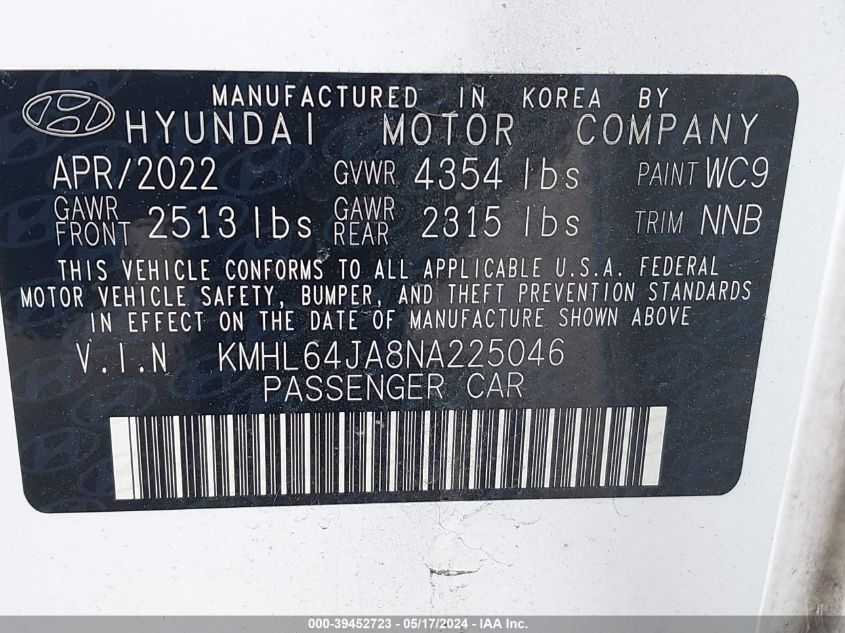 MANUFACTURED IN KOREA BY
HYUNDAI MOTOR COMPANY
APR/2022 GVWR 4354 lbs PAINT WC9
GAWR FRONT 2513 lbs GAWR REAR 2315 lbs TRIM NNB
THIS VEHICLE CONFORMS TO ALL APPLICABLE U.S.A. FEDERAL
MOTOR VEHICLE SAFETY, BUMPER, AND THEFT PREVENTION STANDARDS
IN EFFECT ON THE DATE OF MANUFACTURE SHOWN ABOVE
V.I.N KMHL64JA8NA225046
PASSENGER CAR
000-39452723 - 05/17/2024 - IAA Inc.